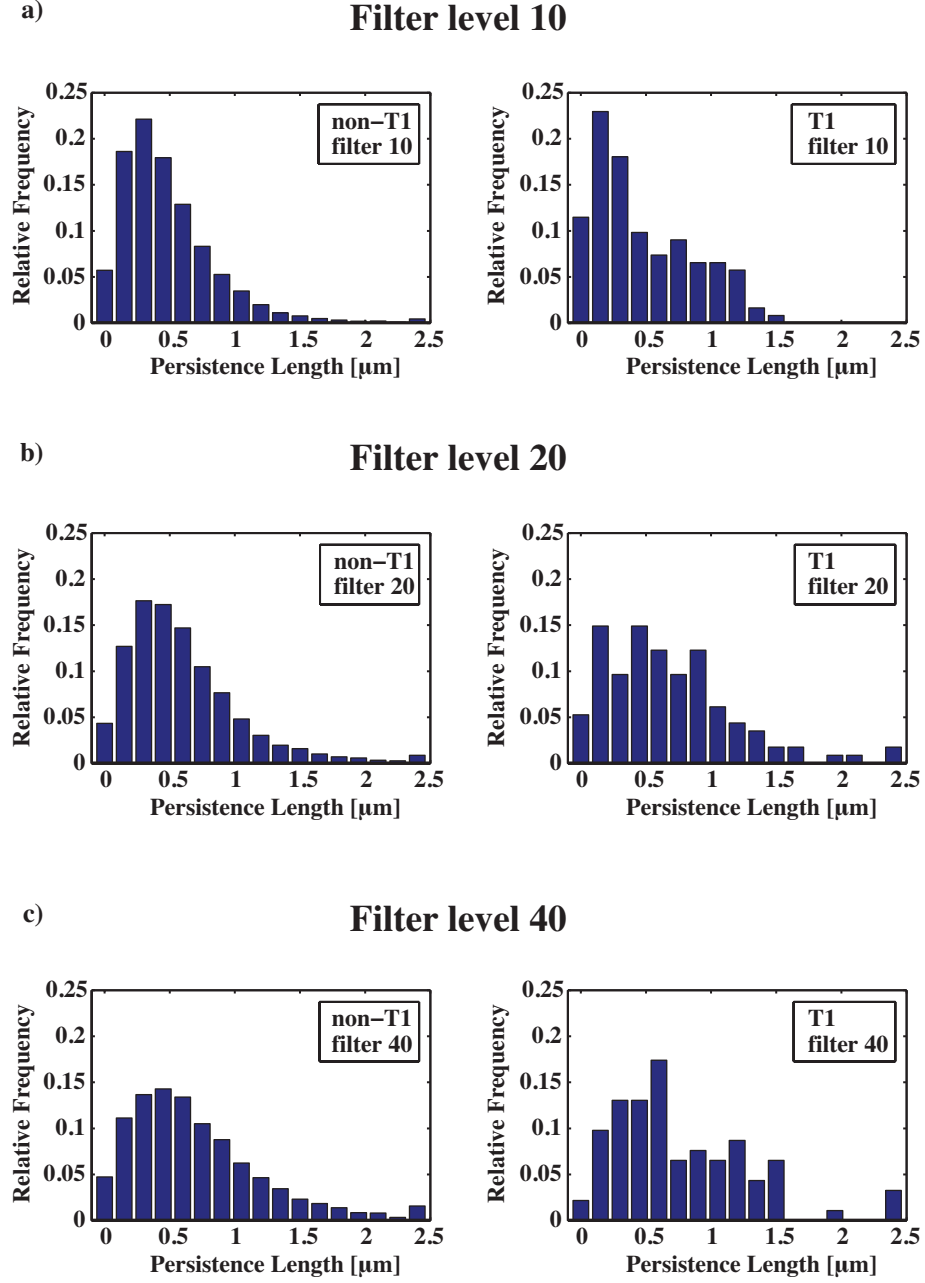 a)
Filter level 10
0.25
0.2
0.15
0.1
0.05
0
Relative Frequency
non−T1
filter 10
0 0.5 1 1.5 2 2.5
Persistence Length [µm]
0.25
0.2
0.15
0.1
0.05
0
Relative Frequency
T1
filter 10
0 0.5 1 1.5 2 2.5
Persistence Length [µm]
b)
Filter level 20
0.25
0.2
0.15
0.1
0.05
0
Relative Frequency
non−T1
filter 20
0 0.5 1 1.5 2 2.5
Persistence Length [µm]
0.25
0.2
0.15
0.1
0.05
0
Relative Frequency
T1
filter 20
0 0.5 1 1.5 2 2.5
Persistence Length [µm]
c)
Filter level 40
0.25
0.2
0.15
0.1
0.05
0
Relative Frequency
non−T1
filter 40
0 0.5 1 1.5 2 2.5
Persistence Length [µm]
0.25
0.2
0.15
0.1
0.05
0
Relative Frequency
T1
filter 40
0 0.5 1 1.5 2 2.5
Persistence Length [µm]